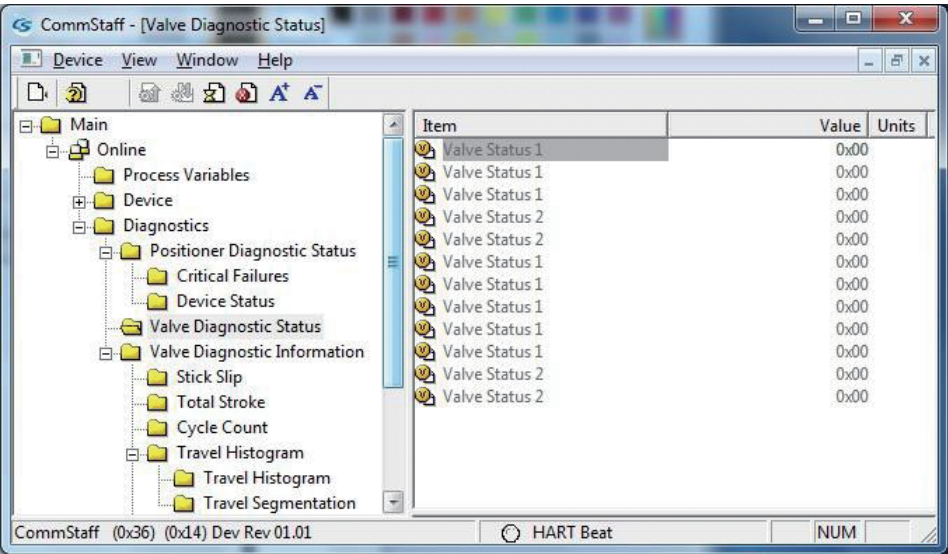 CommStaff - [Valve Diagnostic Status]
Device View Window Help
Main
Online
Process Variables
Device
Diagnostics
Positioner Diagnostic Status
Critical Failures
Device Status
Valve Diagnostic Status
Valve Diagnostic Information
Stick Slip
Total Stroke
Cycle Count
Travel Histogram
Travel Histogram
Travel Segmentation
Item Value Units
Valve Status 1 0x00
Valve Status 1 0x00
Valve Status 1 0x00
Valve Status 2 0x00
Valve Status 2 0x00
Valve Status 1 0x00
Valve Status 1 0x00
Valve Status 1 0x00
Valve Status 1 0x00
Valve Status 1 0x00
Valve Status 2 0x00
Valve Status 2 0x00
CommStaff (0x36) (0x14) Dev Rev 01.01 HART Beat NUM